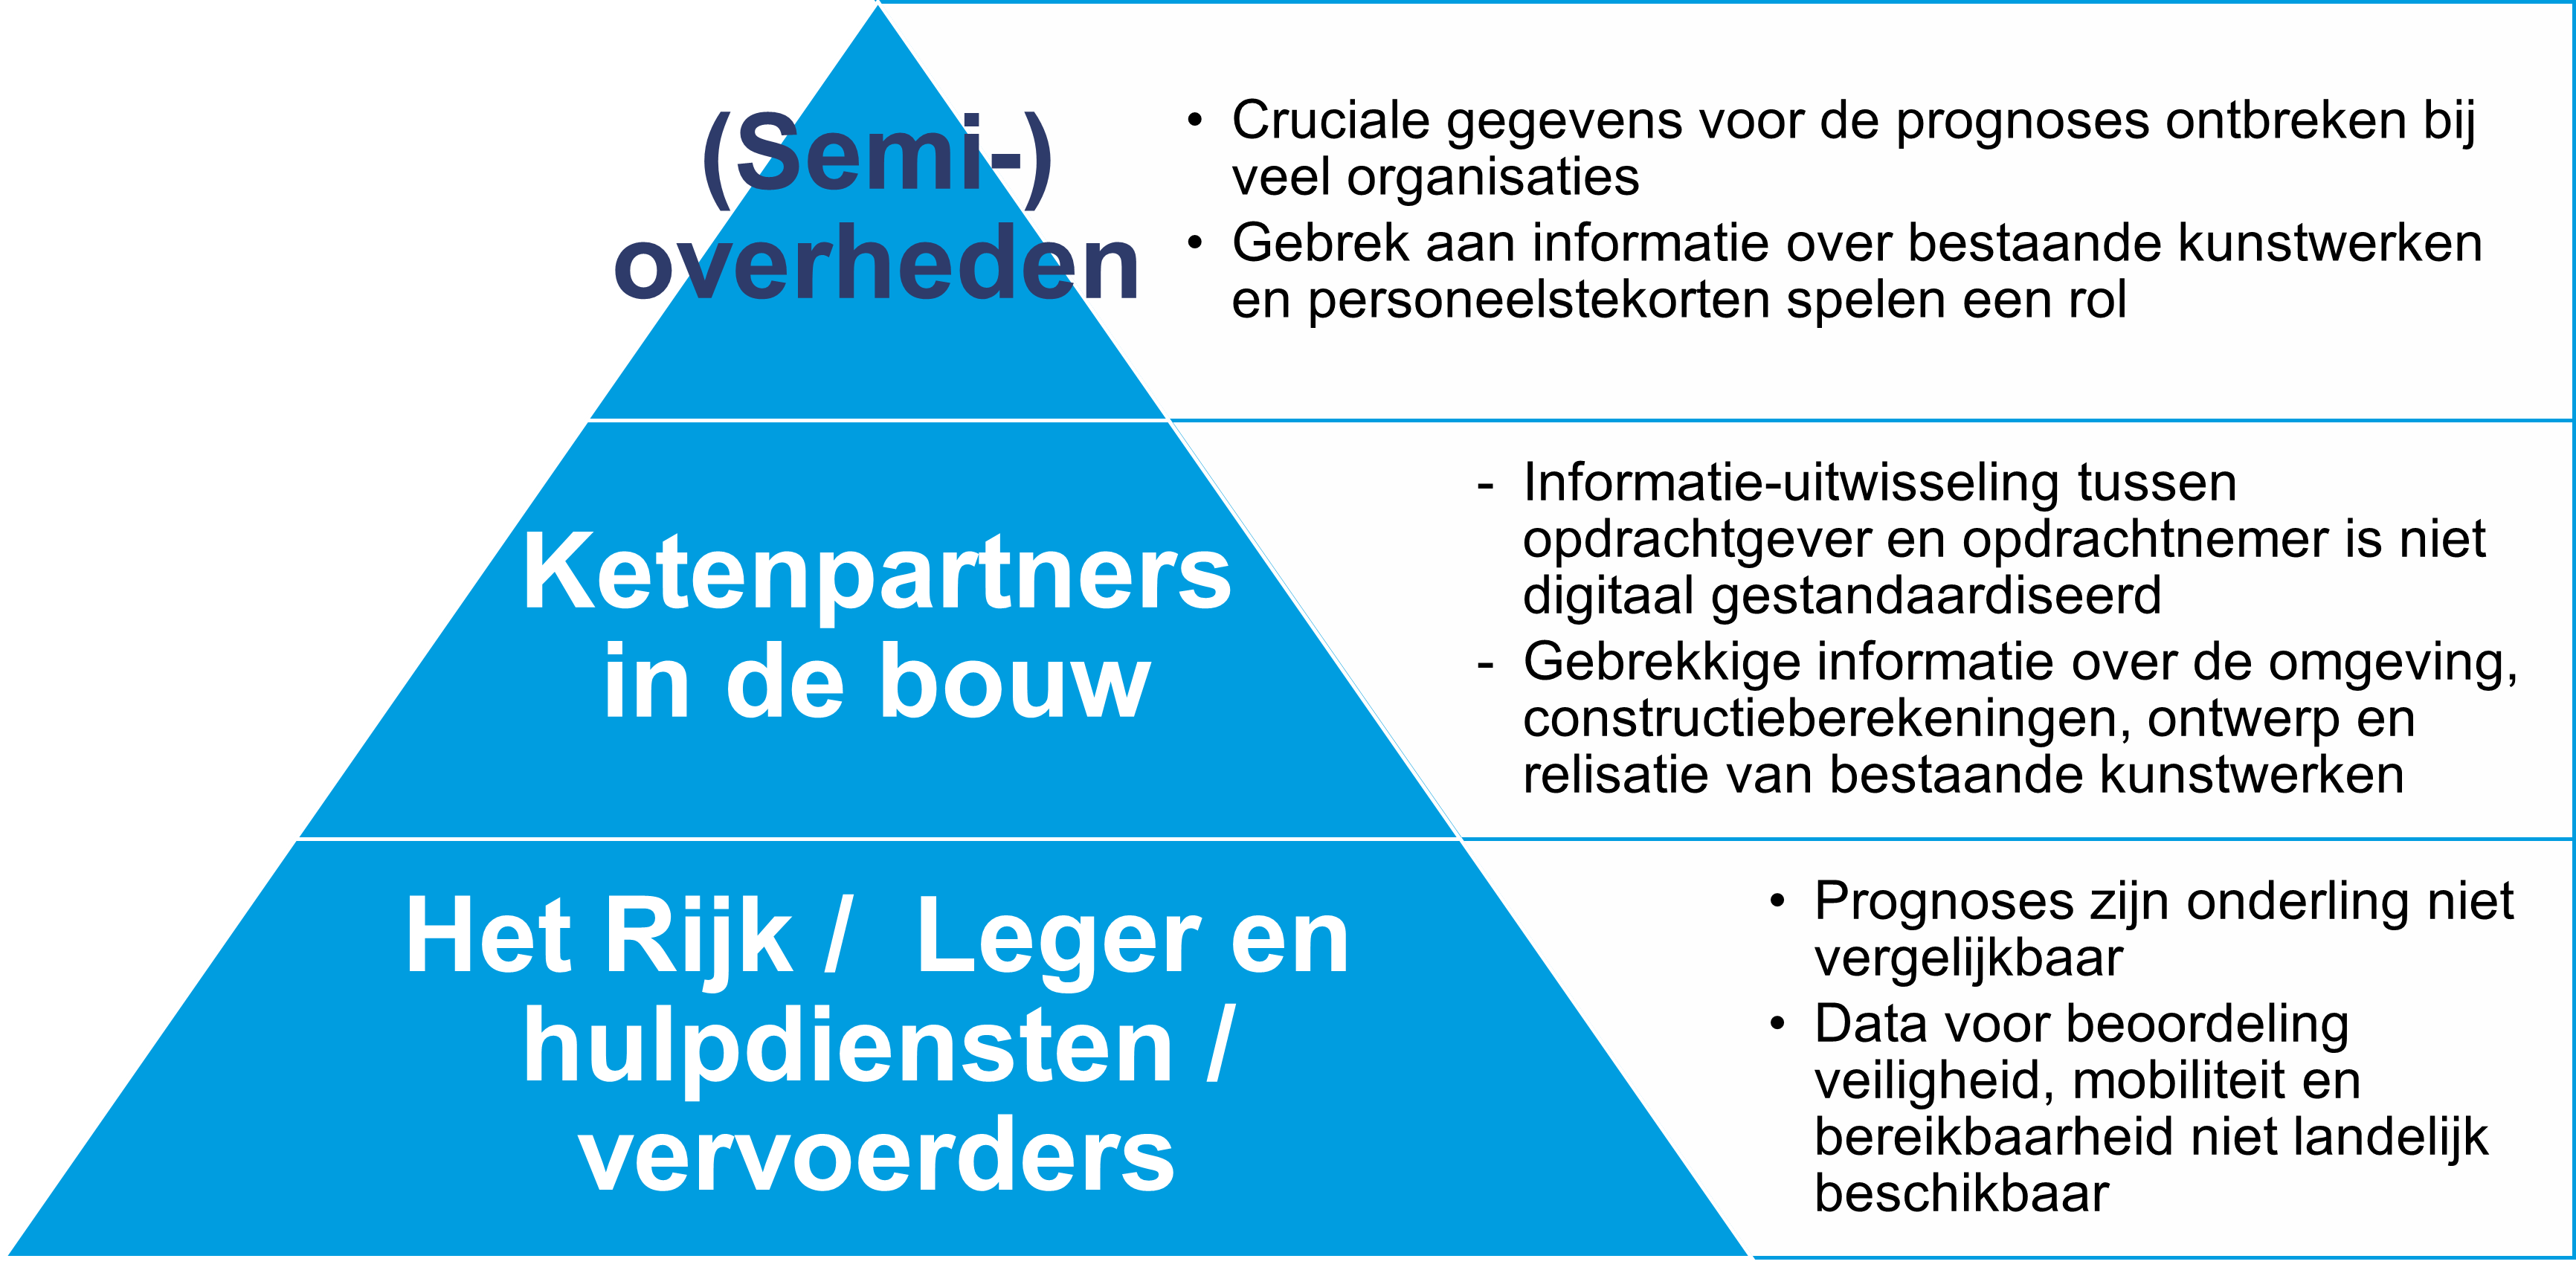 (Semi-)
overheden
• Cruciale gegevens voor de prognoses ontbreken bij
veel organisaties
• Gebrek aan informatie over bestaande kunstwerken
en personeelstekorten spelen een rol
Ketenpartners
in de bouw
- Informatie-uitwisseling tussen
opdrachtgever en opdrachtnemer is niet
digitaal gestandaardiseerd
- Gebrekkige informatie over de omgeving,
constructieberekeningen, ontwerp en
relisatie van bestaande kunstwerken
Het Rijk / Leger en
hulpdiensten /
vervoerders
• Prognoses zijn onderling niet
vergelijkbaar
• Data voor beoordeling
veiligheid, mobiliteit en
bereikbaarheid niet landelijk
beschikbaar